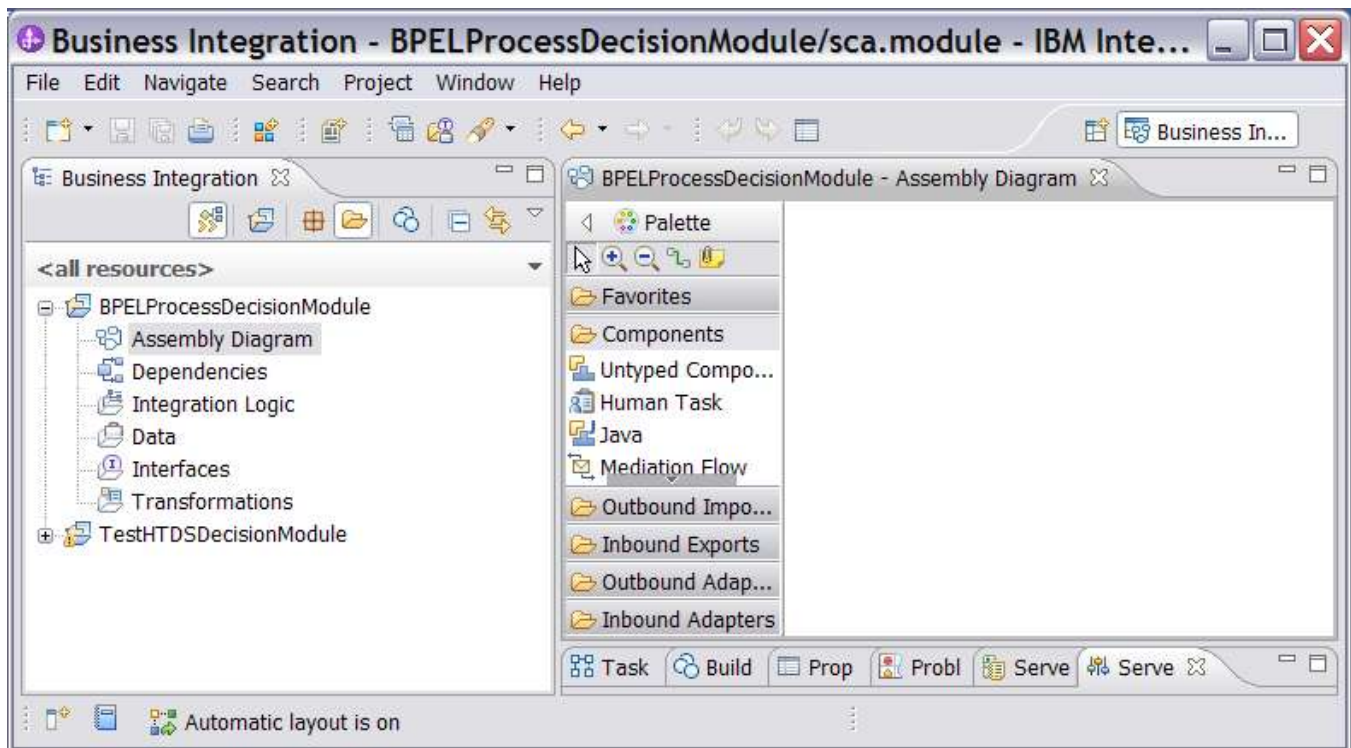 Business Integration - BPELProcessDecisionModule/sca.module - IBM Inte...
File Edit Navigate Search Project Window Help
Business In...
Business Integration
BPELProcessDecisionModule - Assembly Diagram
Palette
<all resources>
Favorites
BPELProcessDecisionModule
Components
Assembly Diagram
Untyped Compo...
Dependencies
Human Task
Integration Logic
Java
Data
Mediation Flow
Interfaces
Transformations
Outbound Impo...
TestHTDSDecisionModule
Inbound Exports
Outbound Adap...
Inbound Adapters
Task Build Prop Probl Serve Serve
Automatic layout is on